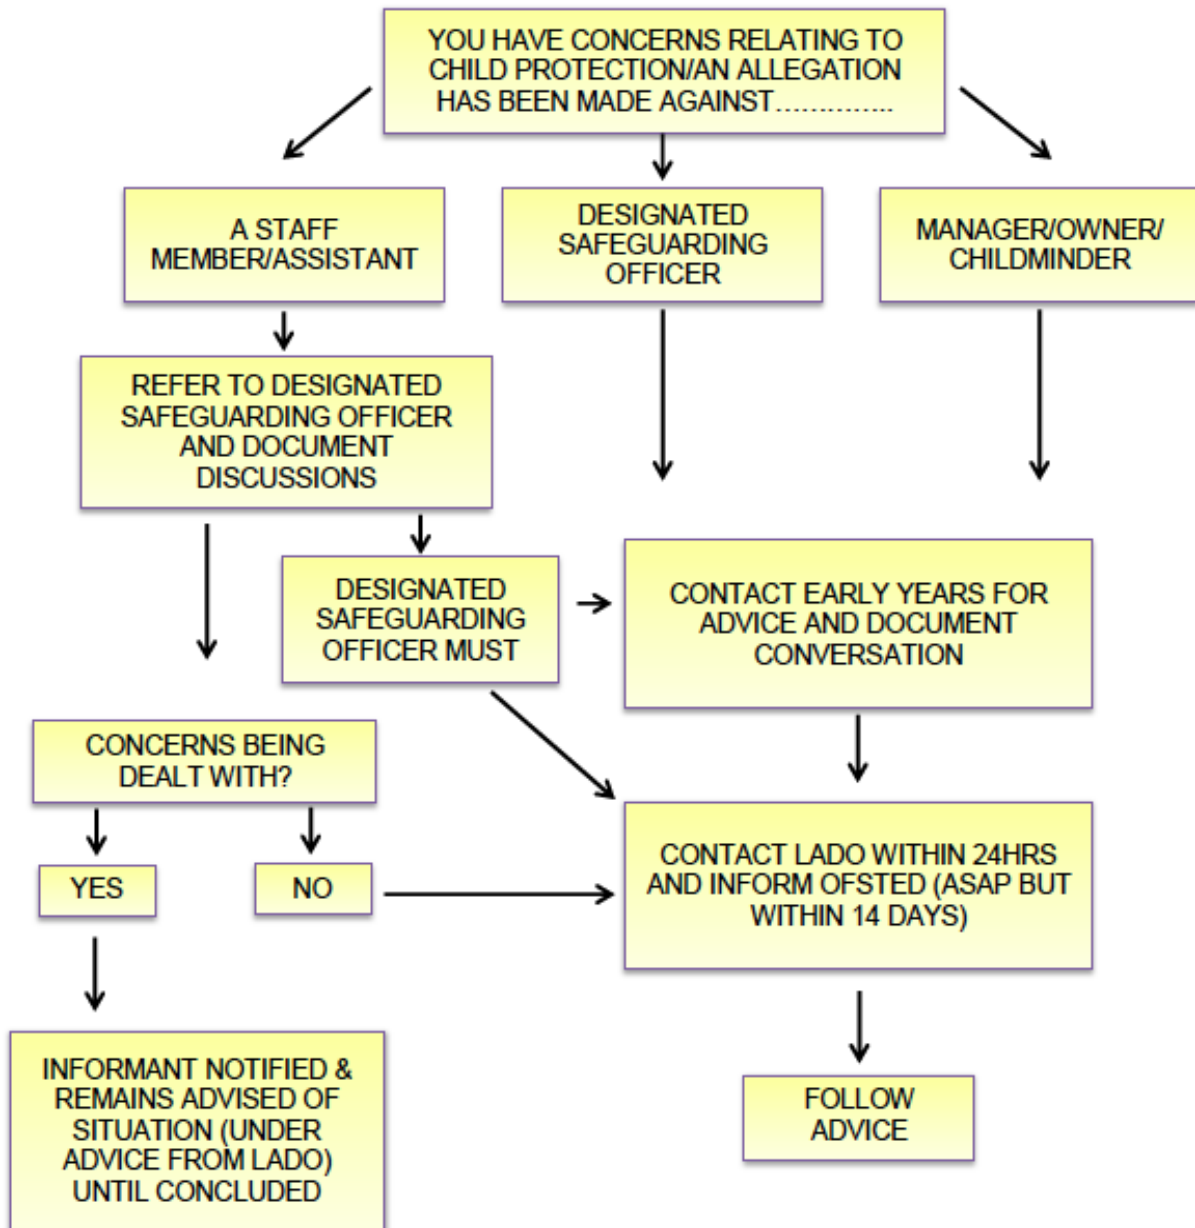 YOU HAVE CONCERNS RELATING TO
CHILD PROTECTION/AN ALLEGATION
HAS BEEN MADE AGAINST…………..
A STAFF
MEMBER/ASSISTANT
DESIGNATED
SAFEGUARDING
OFFICER
MANAGER/OWNER/
CHILDMINDER
REFER TO DESIGNATED
SAFEGUARDING OFFICER
AND DOCUMENT
DISCUSSIONS
DESIGNATED
SAFEGUARDING
OFFICER MUST
CONTACT EARLY YEARS FOR
ADVICE AND DOCUMENT
CONVERSATION
CONCERNS BEING
DEALT WITH?
YES
NO
CONTACT LADO WITHIN 24HRS
AND INFORM OFSTED (ASAP BUT
WITHIN 14 DAYS)
INFORMANT NOTIFIED &
REMAINS ADVISED OF
SITUATION (UNDER
ADVICE FROM LADO)
UNTIL CONCLUDED
FOLLOW
ADVICE